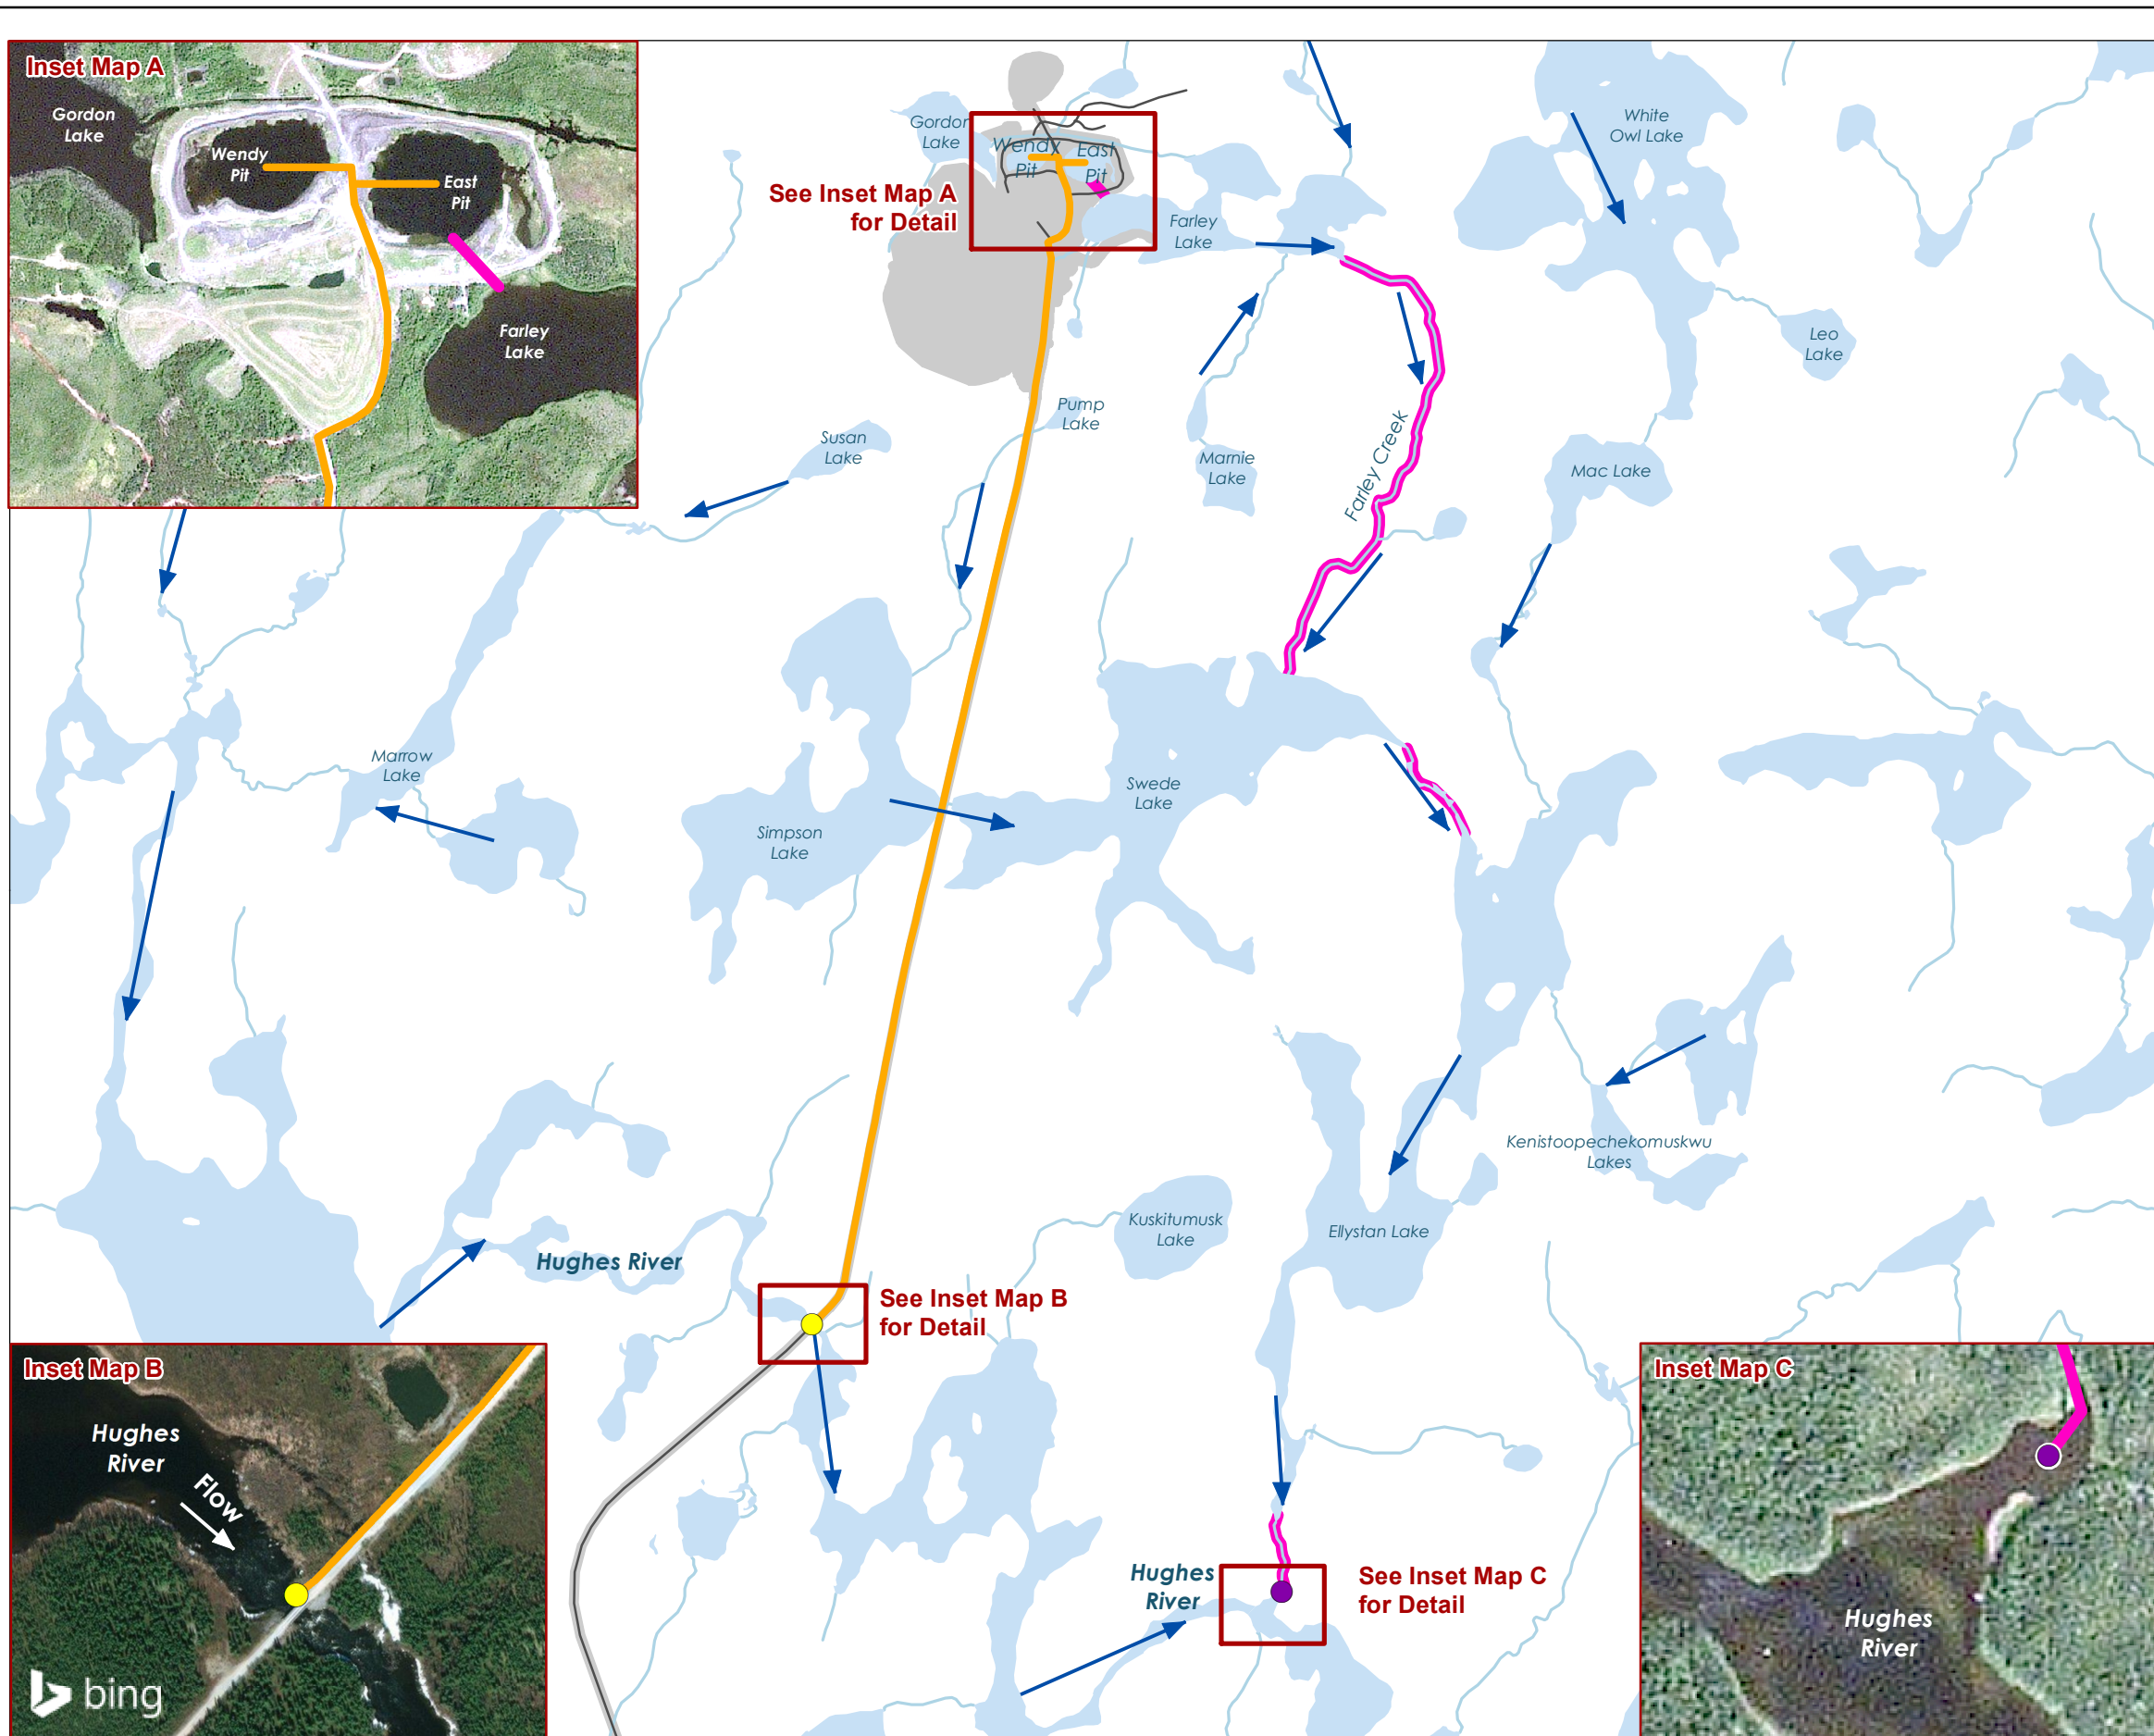 Inset Map A
Gordon
Lake
Wendy
Pit
East
Pit
Farley
Lake
Gordon
Lake
Wendy
Pit
East
Pit
See Inset Map A
for Detail
Farley
Lake
White
Owl Lake
Leo
Lake
Pump
Lake
Susan
Lake
Marnie
Lake
Farley Creek
Mac Lake
Marrow
Lake
Simpson
Lake
Swede
Lake
Kenistoopechekomuskwu
Lakes
Kuskitumusk
Lake
Ellystan Lake
Hughes River
See Inset Map B
for Detail
Inset Map B
Hughes
River
Flow
bing
Hughes
River
See Inset Map C
for Detail
Inset Map C
Hughes
River